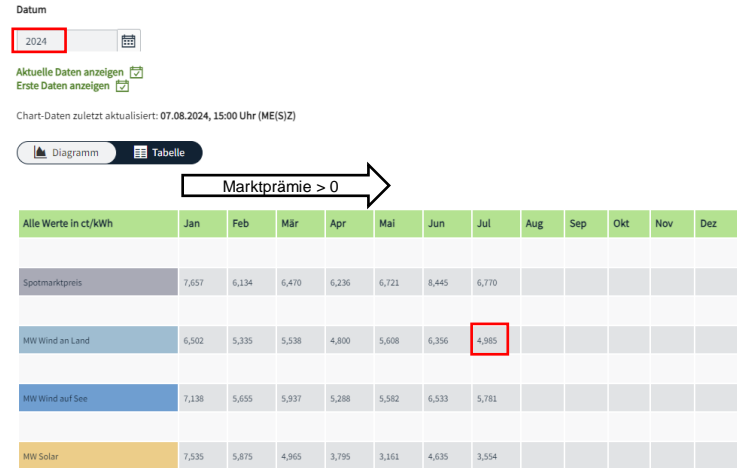 Datum
2024
Aktuelle Daten anzeigen
Erste Daten anzeigen
Chart-Daten zuletzt aktualisiert: 07.08.2024, 15:00 Uhr (ME(S)Z)
Diagramm Tabelle
Marktprämie > 0
Alle Werte in ct/kWh Jan Feb Mär Apr Mai Jun Jul Aug Sep Okt Nov Dez
Spotmarktpreis 7,657 6,134 6,470 6,236 6,721 8,445 6,770
MW Wind an Land 6,502 5,335 5,538 4,800 5,608 6,356 4,985
MW Wind auf See 7,138 5,655 5,937 5,288 5,582 6,533 5,781
MW Solar 7,535 5,875 4,965 3,795 3,161 4,635 3,554